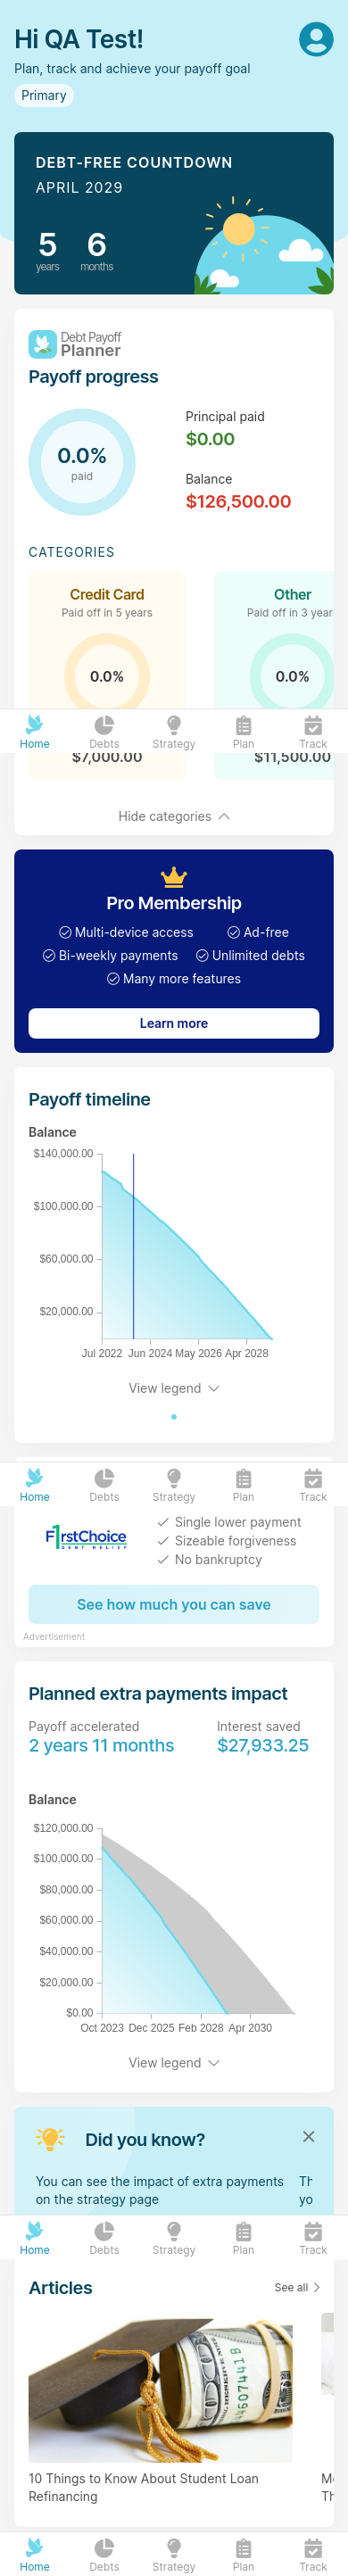 Hi QA Test!
Plan, track and achieve your payoff goal
Primary
DEBT-FREE COUNTDOWN
APRIL 2029
5 6
years months
Debt Payoff
Planner
Payoff progress
0.0%
paid
Principal paid
$0.00
Balance
$126,500.00
CATEGORIES
Credit Card
Paid off in 5 years
0.0%
Other
Paid off in 3 year
0.0%
Home Debts Strategy Plan Track
$7,000.00 $11,500.00
Hide categories
Pro Membership
Multi-device access Ad-free
Bi-weekly payments Unlimited debts
Many more features
Learn more
Payoff timeline
Balance
$140,000.00
$100,000.00
$60,000.00
$20,000.00
Jul 2022 Jun 2024 May 2026 Apr 2028
View legend
Home Debts Strategy Plan Track
F1rstChoice
DEBT RELIEF
Single lower payment
Sizeable forgiveness
No bankruptcy
See how much you can save
Advertisement
Planned extra payments impact
Payoff accelerated
2 years 11 months
Interest saved
$27,933.25
Balance
$120,000.00
$100,000.00
$80,000.00
$60,000.00
$40,000.00
$20,000.00
$0.00
Oct 2023 Dec 2025 Feb 2028 Apr 2030
View legend
Did you know?
You can see the impact of extra payments
on the strategy page
Th
yo
Home Debts Strategy Plan Track
Articles
See all
10 Things to Know About Student Loan
Refinancing
Th
Home Debts Strategy Plan Track